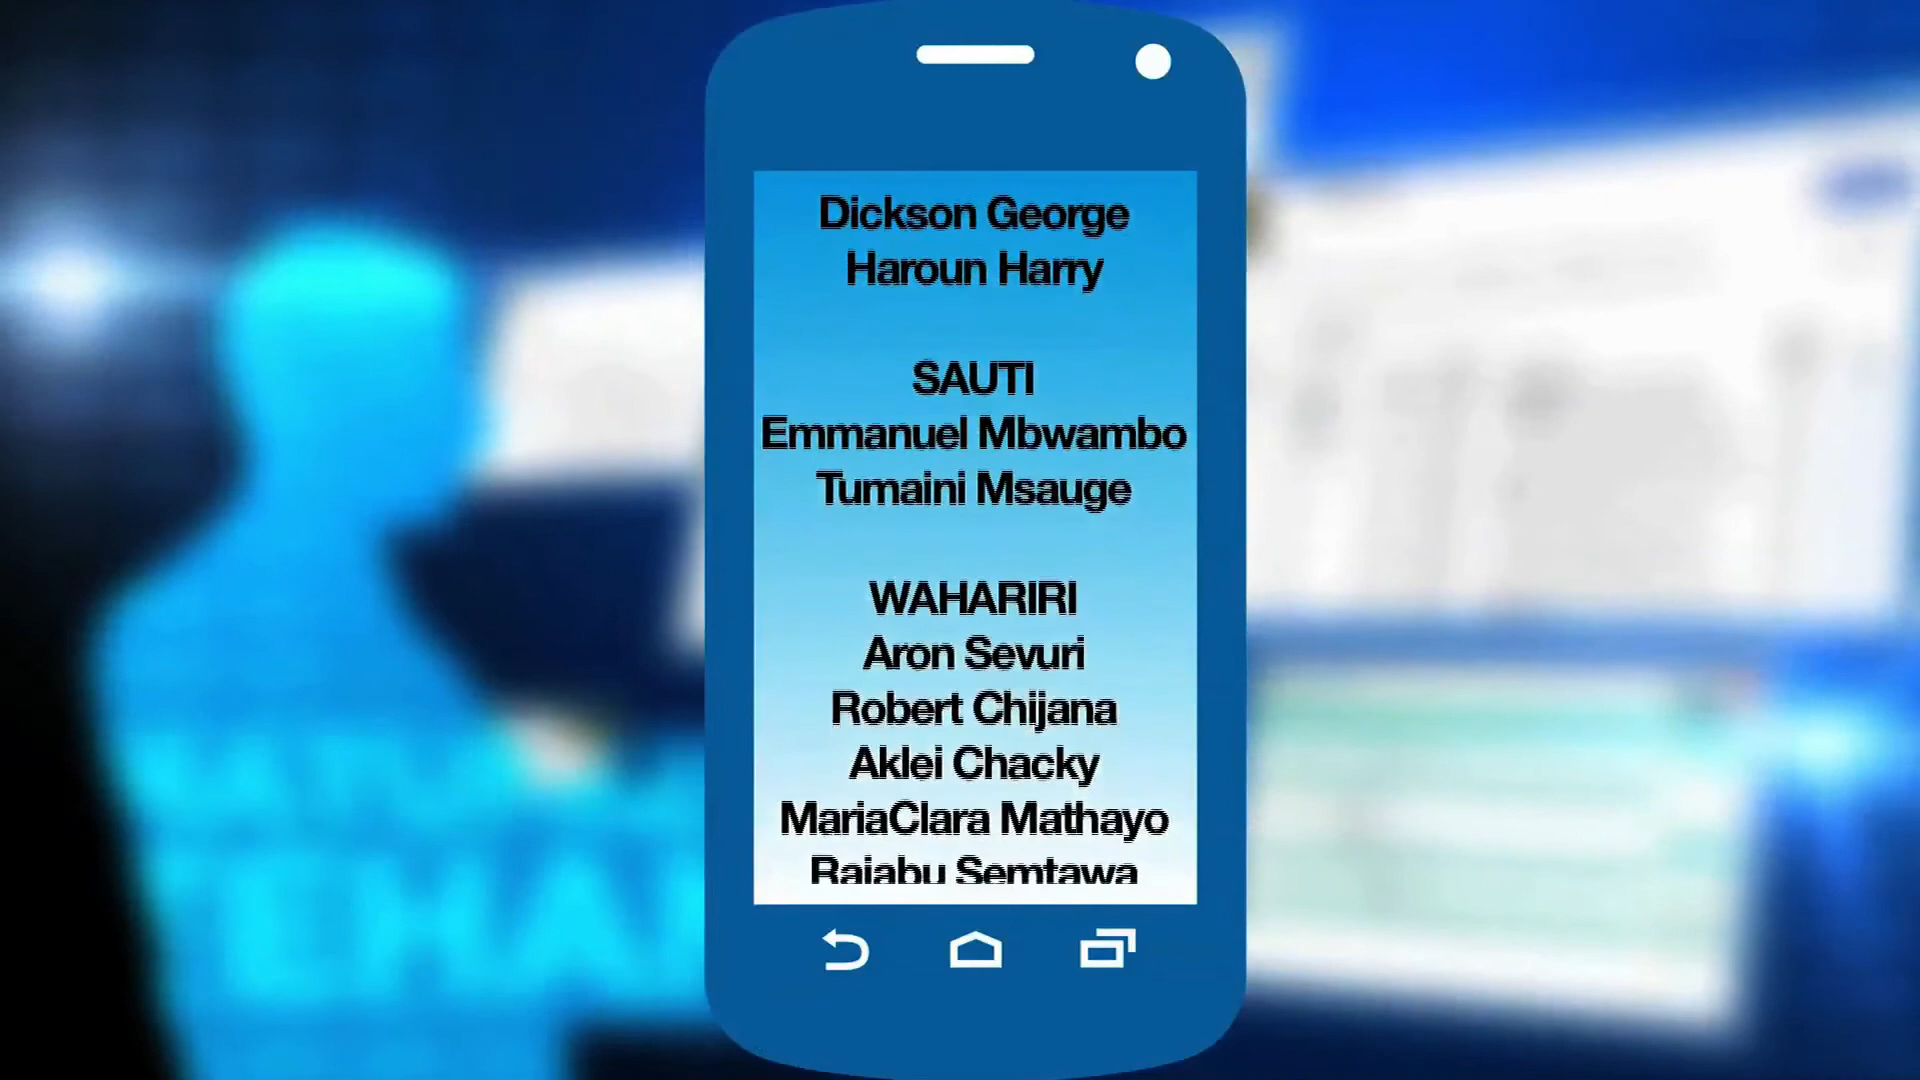 Dickson George
Haroun Harry
SAUTI
Emmanuel Mbwambo
Tumaini Msauge
WAHARIRI
Aron Sevuri
Robert Chijana
Aklei Chacky
MariaClara Mathayo
Rajabu Semtawa